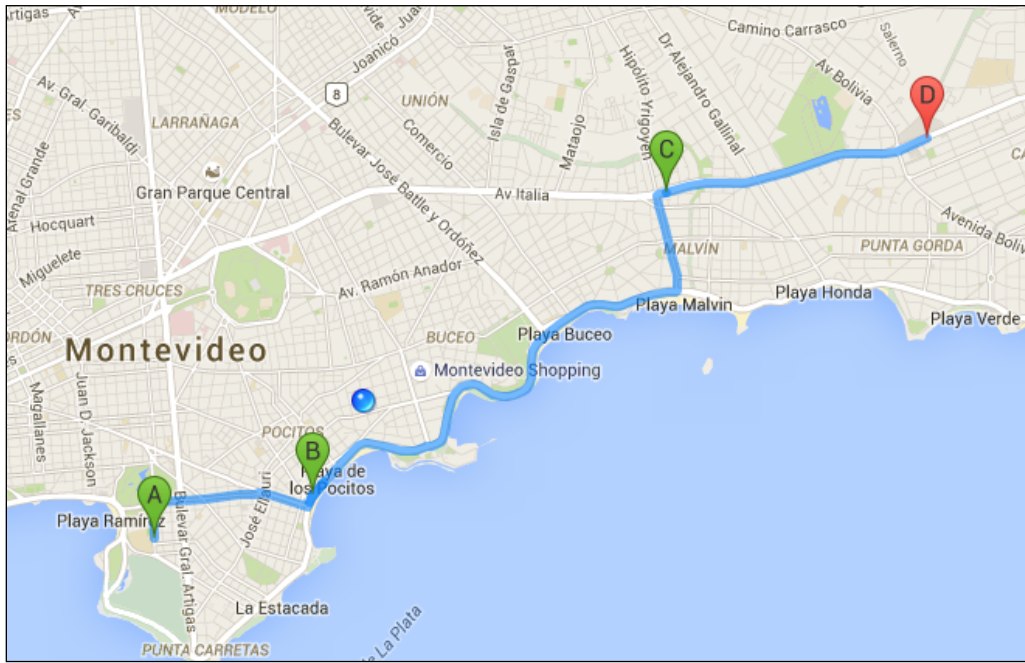 MODELO
Artigas
Joanicó
Camino Carrasco
Salerno
Dr Alejandro Gallinal
Hipólito Yrigoyen
Isla de Gaspar
Av Bolivia
Av. Gral. Garibaldi
8
UNIÓN
D
LARRAÑAGA
Bulevar José Batlle y Ordóñez
Comercio
Mataojo
C
Arenal Grande
Gran Parque Central
Av Italia
Hocquart
Avenida Boliv
Miguelete
MALVÍN
PUNTA GORDA
Av. Ramón Anador
TRES CRUCES
Playa Honda
Playa Malvin
Playa Verde
ORDÓN
BUCEO
Playa Buceo
Montevideo
Montevideo Shopping
Magallanes
Juan D. Jackson
POCITOS
B
Playa de
los Pocitos
José Ellauri
A
Playa Ramírez
Bulevar Gral. Artigas
La Estacada
de La Plata
PUNTA CARRETAS